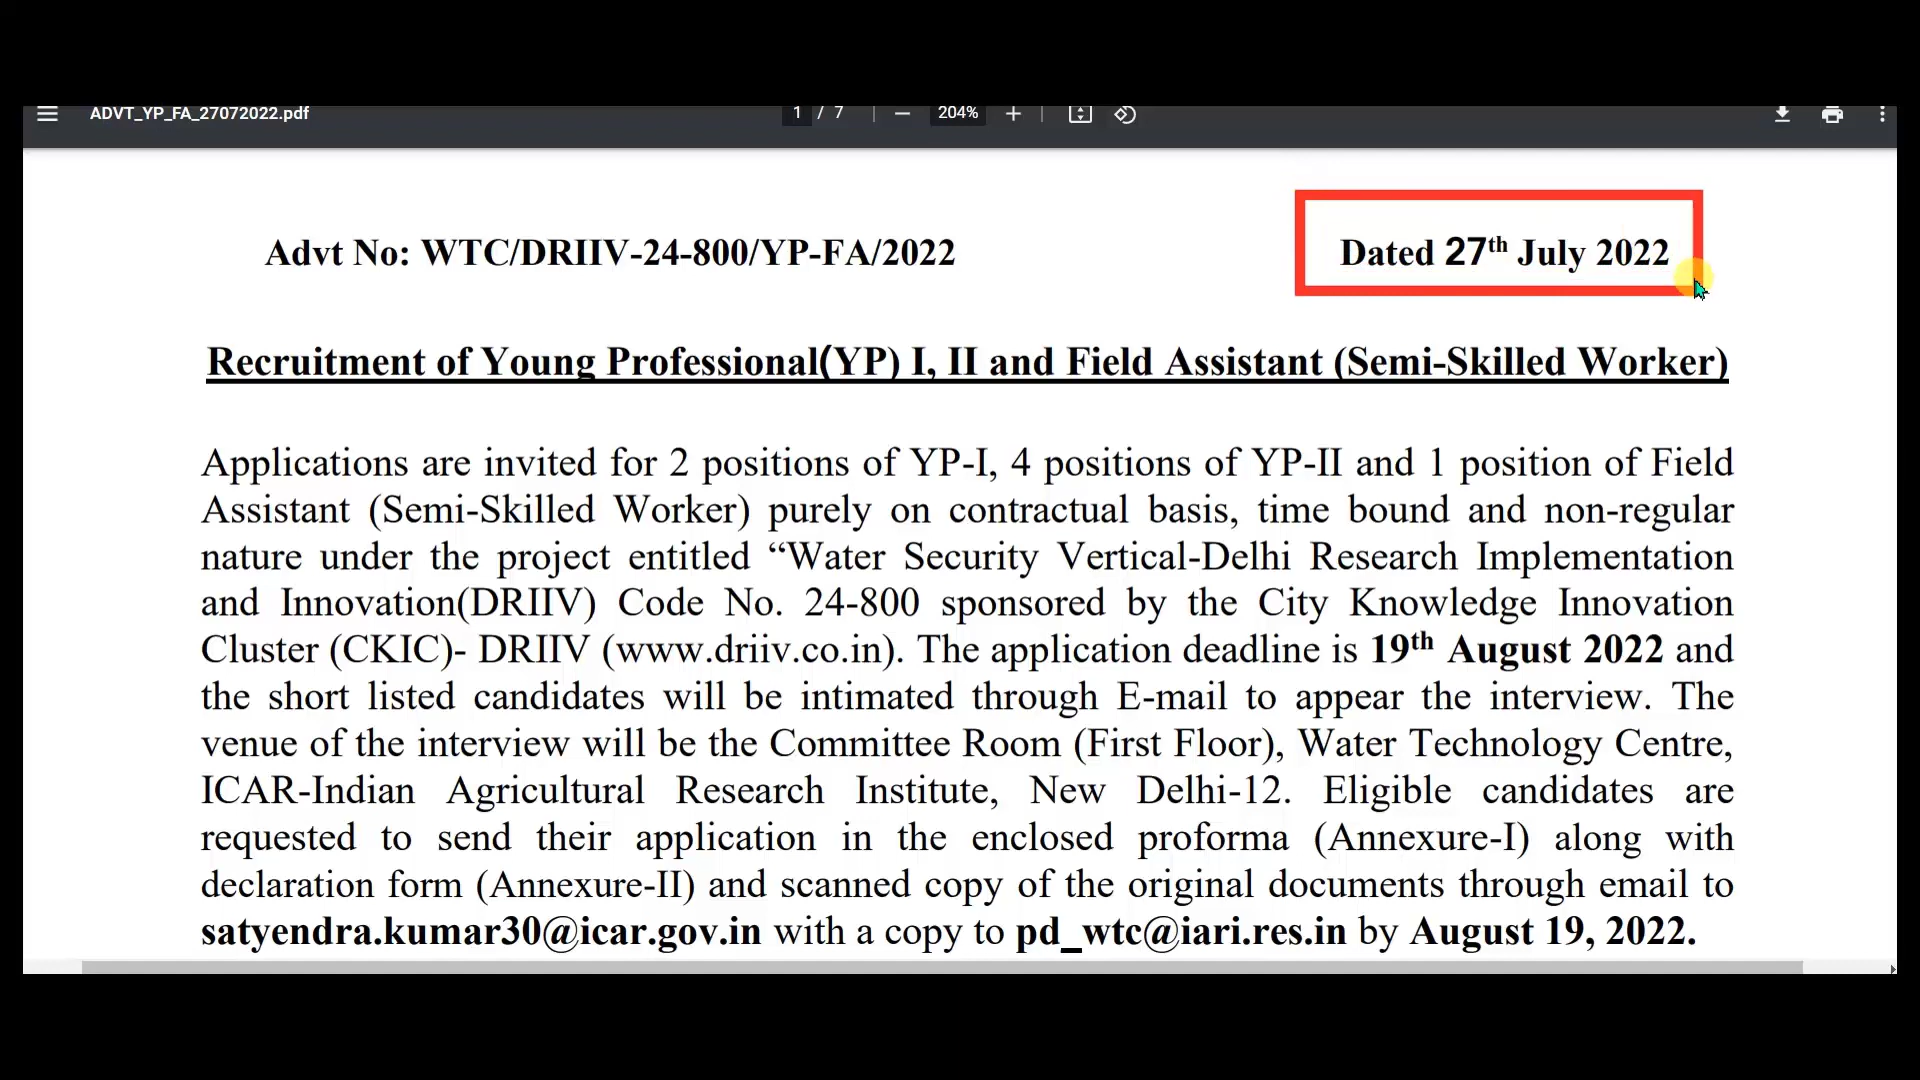 ADVT_YP_FA_27072022.pdf 1 / 7 204%
Advt No: WTC/DRIIV-24-800/YP-FA/2022 Dated 27th July 2022
Recruitment of Young Professional(YP) I, II and Field Assistant (Semi-Skilled Worker)
Applications are invited for 2 positions of YP-I, 4 positions of YP-II and 1 position of Field
Assistant (Semi-Skilled Worker) purely on contractual basis, time bound and non-regular
nature under the project entitled “Water Security Vertical-Delhi Research Implementation
and Innovation(DRIIV) Code No. 24-800 sponsored by the City Knowledge Innovation
Cluster (CKIC)- DRIIV (www.driiv.co.in). The application deadline is 19th August 2022 and
the short listed candidates will be intimated through E-mail to appear the interview. The
venue of the interview will be the Committee Room (First Floor), Water Technology Centre,
ICAR-Indian Agricultural Research Institute, New Delhi-12. Eligible candidates are
requested to send their application in the enclosed proforma (Annexure-I) along with
declaration form (Annexure-II) and scanned copy of the original documents through email to
satyendra.kumar30@icar.gov.in with a copy to pd_wtc@iari.res.in by August 19, 2022.